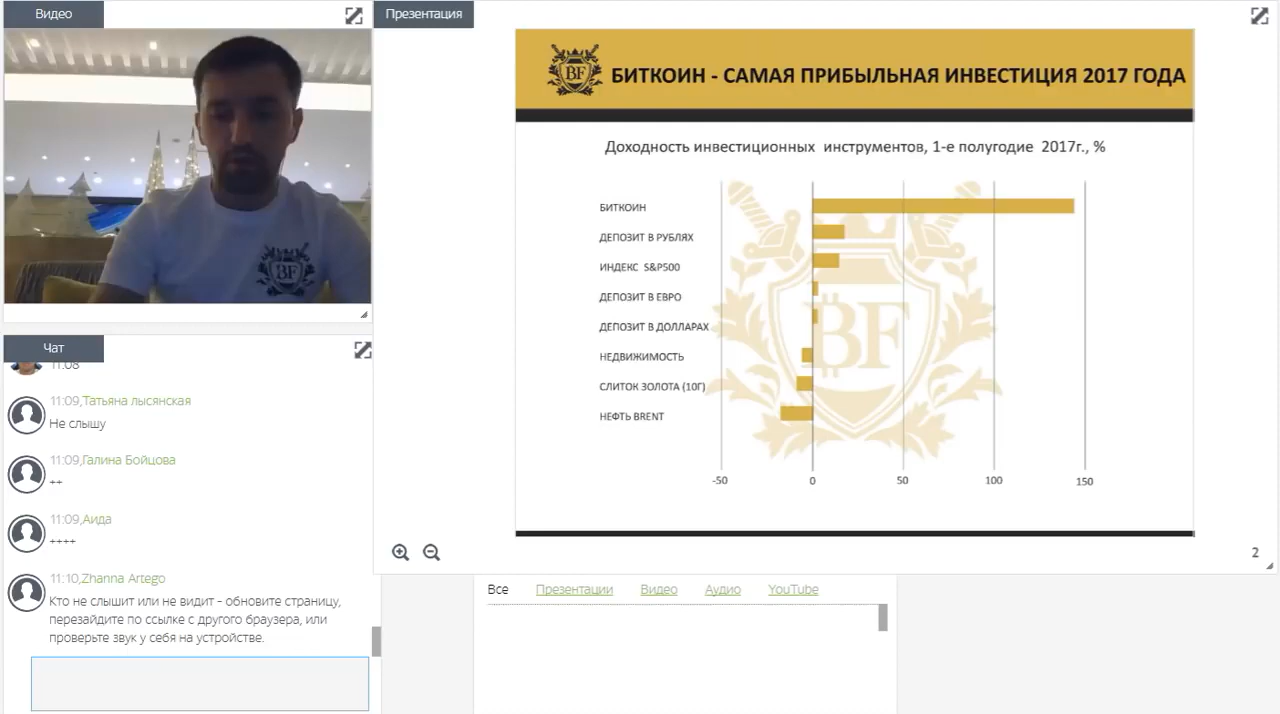 Видео
BF
Чат
11:08
11:09,Татьяна лысянская
Не слышу
11:09,Галина Бойцова
++
11:09,Аида
++++
11:10,Zhanna Artego
Кто не слышит или не видит - обновите страницу,
перезайдите по ссылке с другого браузера, или
проверьте звук у себя на устройстве.
Презентация
BF
БИТКОИН - САМАЯ ПРИБЫЛЬНАЯ ИНВЕСТИЦИЯ 2017 ГОДА
Доходность инвестиционных инструментов, 1-е полугодие 2017г., %
БИТКОИН
ДЕПОЗИТ В РУБЛЯХ
ИНДЕКС S&P500
ДЕПОЗИТ В ЕВРО
ДЕПОЗИТ В ДОЛЛАРАХ
НЕДВИЖИМОСТЬ
СЛИТОК ЗОЛОТА (10Г)
НЕФТЬ BRENT
BF
-50 0 50 100 150
2
Все Презентации Видео Аудио YouTube